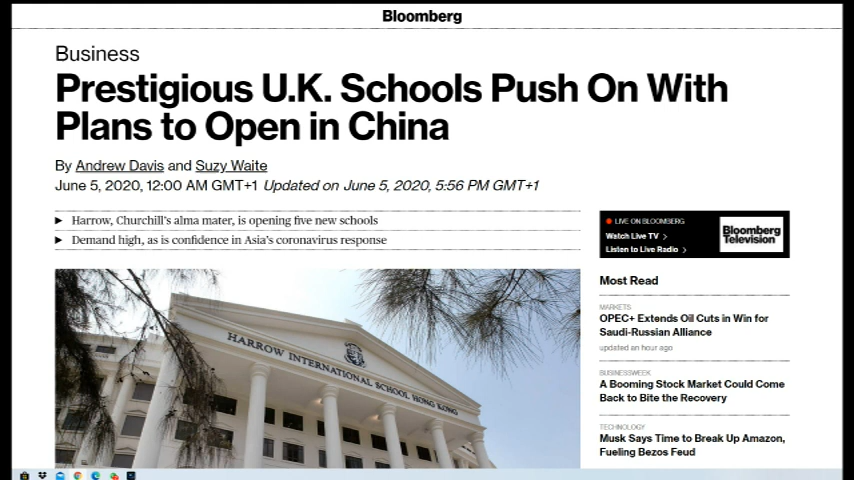 Bloomberg
Business
Prestigious U.K. Schools Push On With
Plans to Open in China
By Andrew Davis and Suzy Waite
June 5, 2020, 12:00 AM GMT+1 Updated on June 5, 2020, 5:56 PM GMT+1
Harrow, Churchill's alma mater, is opening five new schools
Demand high, as is confidence in Asia's coronavirus response
HARROW INTERNATIONAL SCHOOL HONG KONG
LIVE ON BLOOMBERG
Watch Live TV
Listen to Live Radio
Bloomberg
Television
Most Read
MARKETS
OPEC+ Extends Oil Cuts in Win for
Saudi-Russian Alliance
updated an hour ago
BUSINESSWEEK
A Booming Stock Market Could Come
Back to Bite the Recovery
TECHNOLOGY
Musk Says Time to Break Up Amazon,
Fueling Bezos Feud